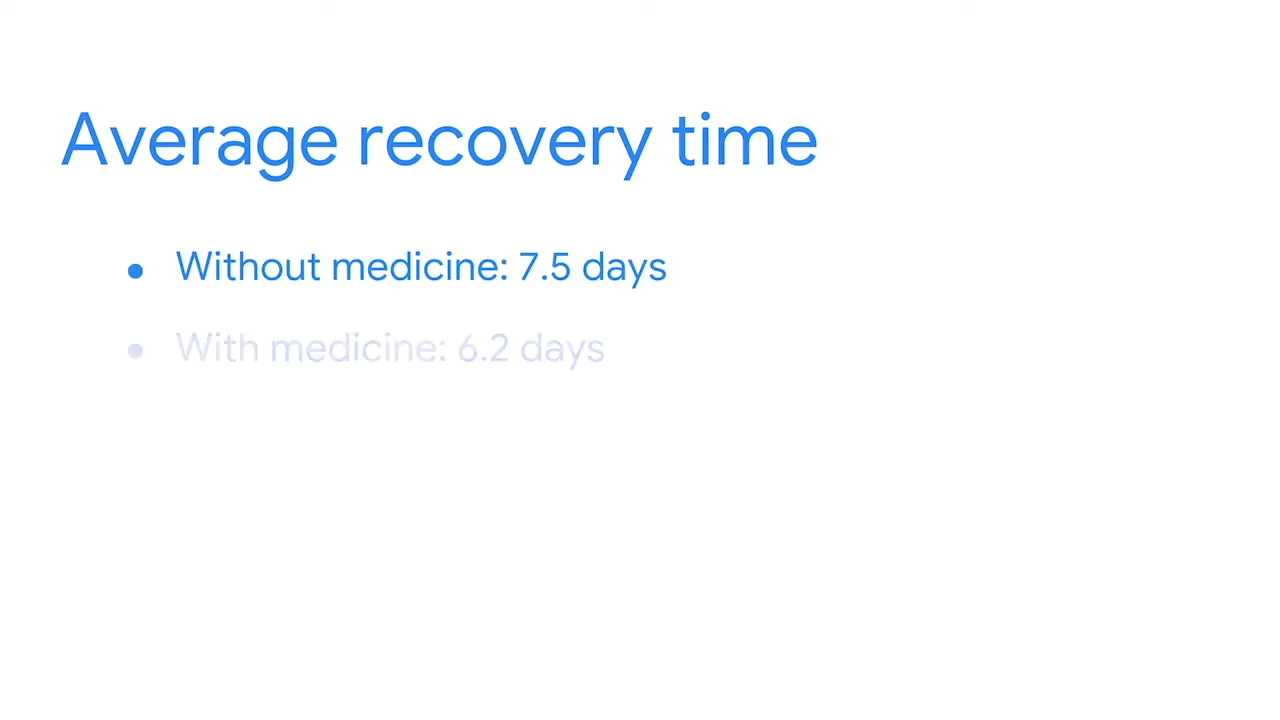 Average recovery time
• Without medicine: 7.5 days
• With medicine: 6.2 days